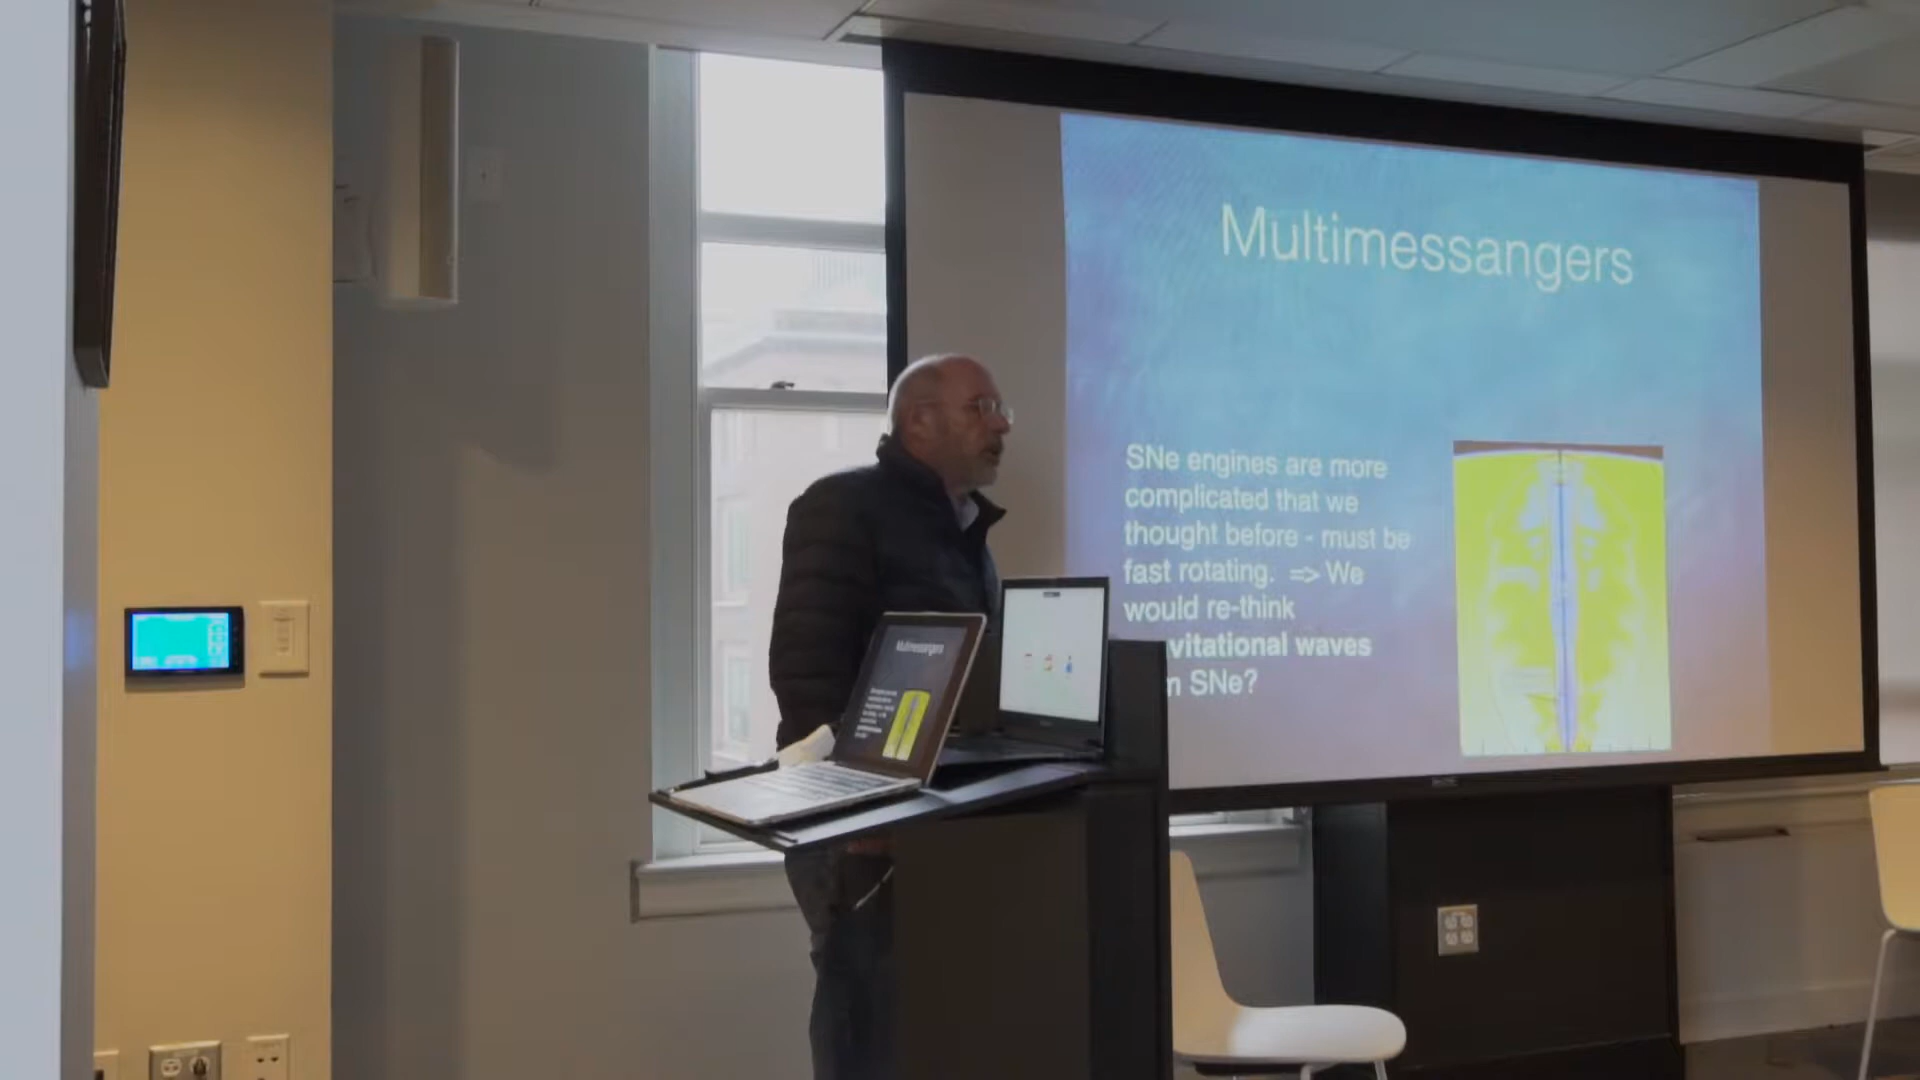 Multimessangers
SNe engines are more
complicated that we
thought before - must be
fast rotating. => We
would re-think
vitational waves
SNe?
Multimessangers